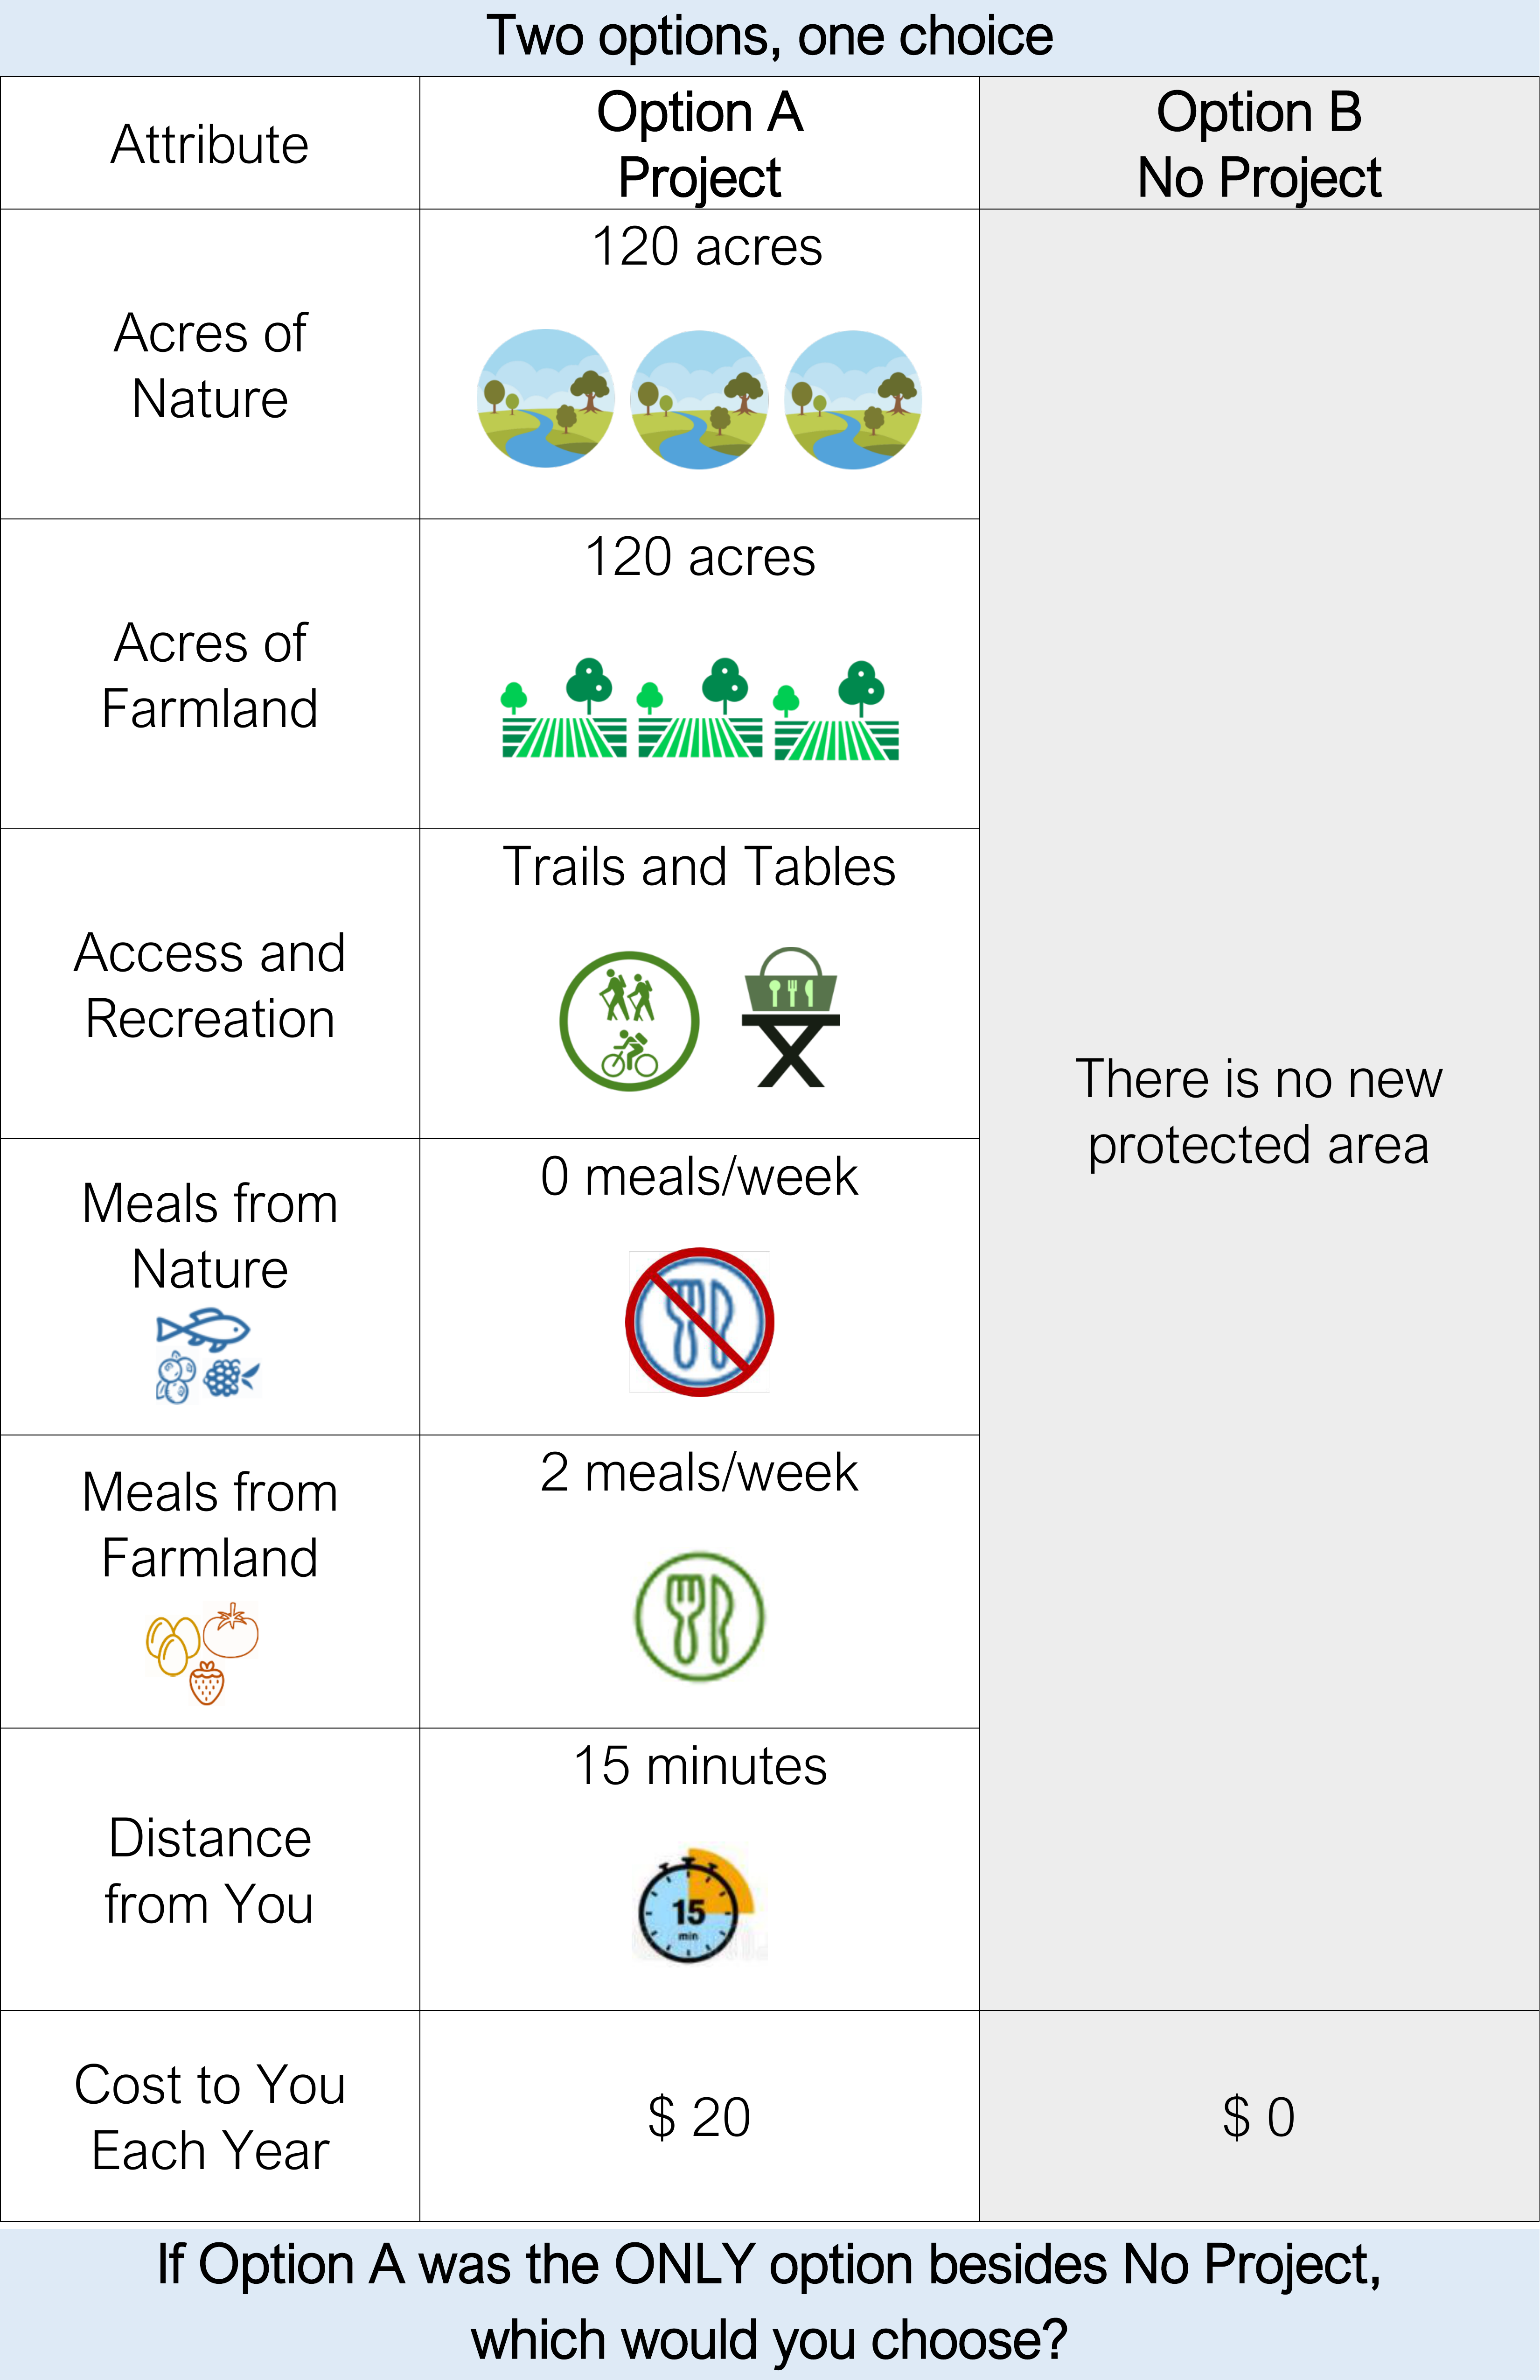 Two options, one choice
Attribute
Option A
Project
Option B
No Project
Acres of
Nature
120 acres
Acres of
Farmland
120 acres
Access and
Recreation
Trails and Tables
There is no new
protected area
Meals from
Nature
0 meals/week
Meals from
Farmland
2 meals/week
Distance
from You
15 minutes
15
min
Cost to You
Each Year
$ 20
$ 0
If Option A was the ONLY option besides No Project,
which would you choose?